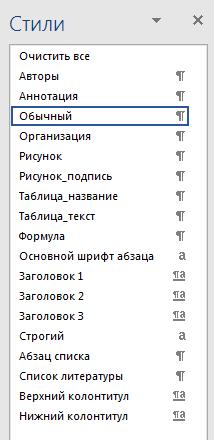 Стили
Очистить все
Авторы ¶
Аннотация ¶
Обычный ¶
Организация ¶
Рисунок ¶
Рисунок_подпись ¶
Таблица_название ¶
Таблица_текст ¶
Формула ¶
Основной шрифт абзаца a
Заголовок 1 ¶a
Заголовок 2 ¶a
Заголовок 3 ¶a
Строгий a
Абзац списка ¶
Список литературы ¶
Верхний колонтитул ¶a
Нижний колонтитул ¶a